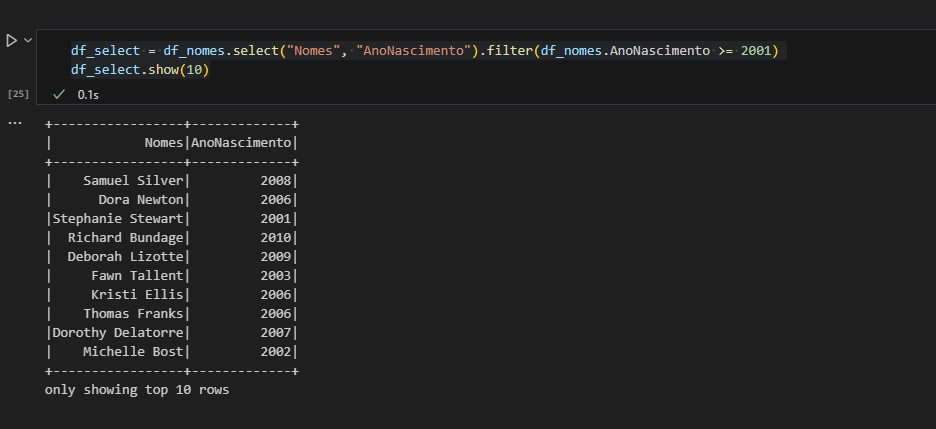 df_select = df_nomes.select("Nomes", "AnoNascimento").filter(df_nomes.AnoNascimento >= 2001)
df_select.show(10)
[25]
0.1s
...
+-----------------+-------------+
|            Nomes|AnoNascimento|
+-----------------+-------------+
|    Samuel Silver|         2008|
|      Dora Newton|         2006|
|Stephanie Stewart|         2001|
|  Richard Bundage|         2010|
|  Deborah Lizotte|         2009|
|     Fawn Tallent|         2003|
|     Kristi Ellis|         2006|
|    Thomas Franks|         2006|
|Dorothy Delatorre|         2007|
|    Michelle Bost|         2002|
+-----------------+-------------+
only showing top 10 rows